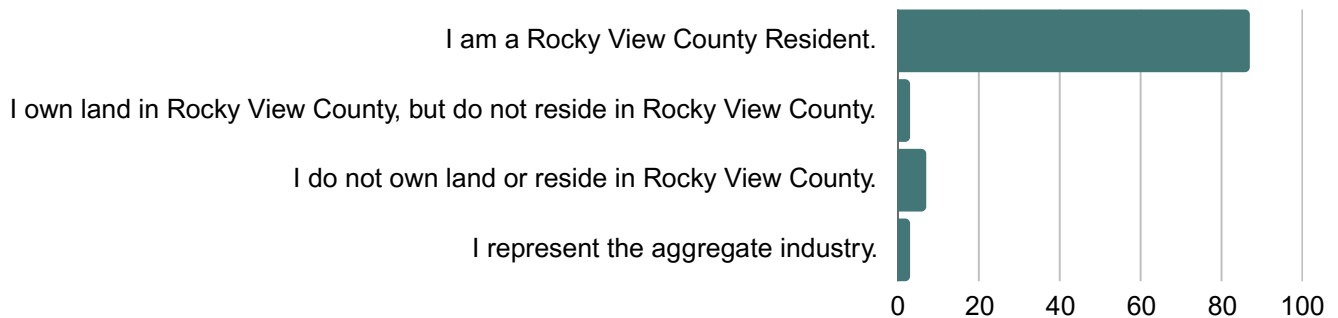 I am a Rocky View County Resident.
I own land in Rocky View County, but do not reside in Rocky View County.
I do not own land or reside in Rocky View County.
I represent the aggregate industry.
0 20 40 60 80 100